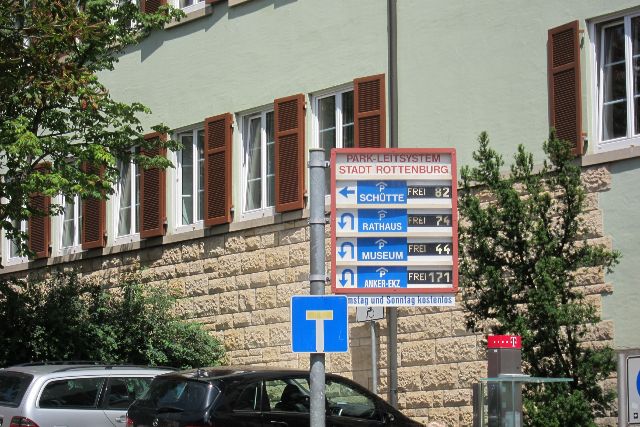 PARK-LEITSYSTEM
STADT ROTTENBURG
P
SCHÜTTE FREI 82
P
RATHAUS FREI 74
P
MUSEUM FREI 44
P
ANKER-EKZ FREI 171
mstag und Sonntag kostenlos
T